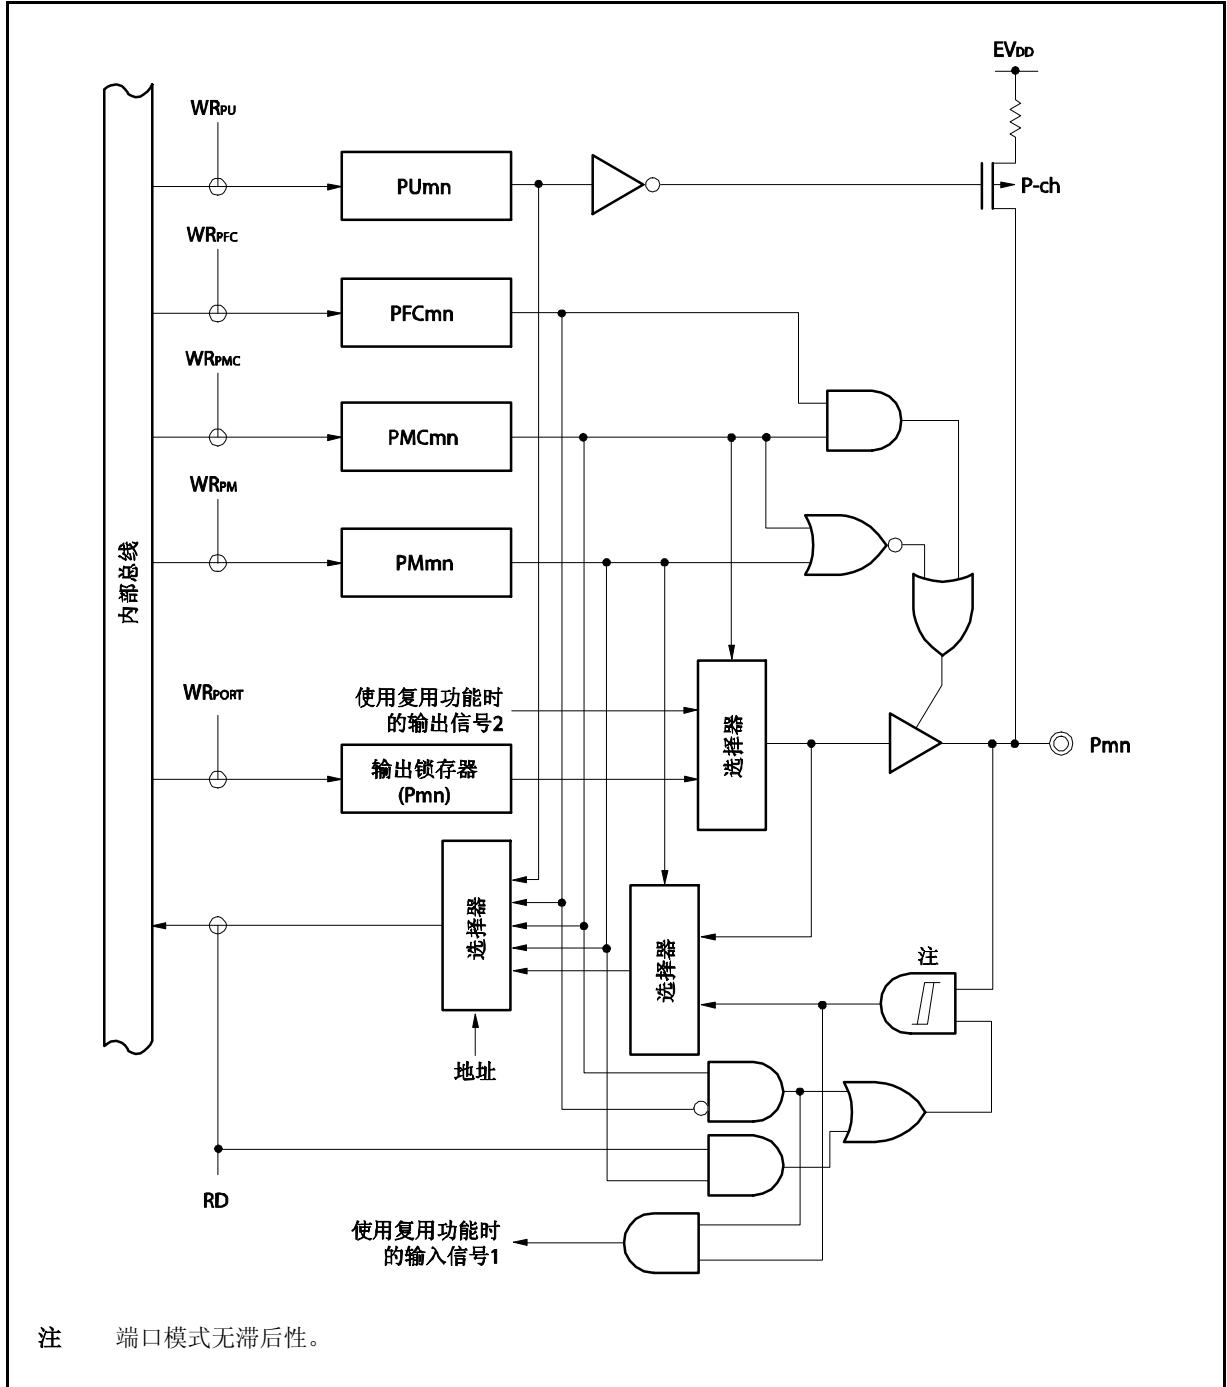 EVDD
WRPU
PUmn
P-ch
WRPFC
PFCmn
WRPMC
PMCmn
WRPM
PMmn
内部总线
WRPORT
使用复用功能时
的输出信号2
选择器
Pmn
输出锁存器
(Pmn)
选择器
选择器
注
地址
RD
使用复用功能时
的输入信号1
注 端口模式无滞后性。